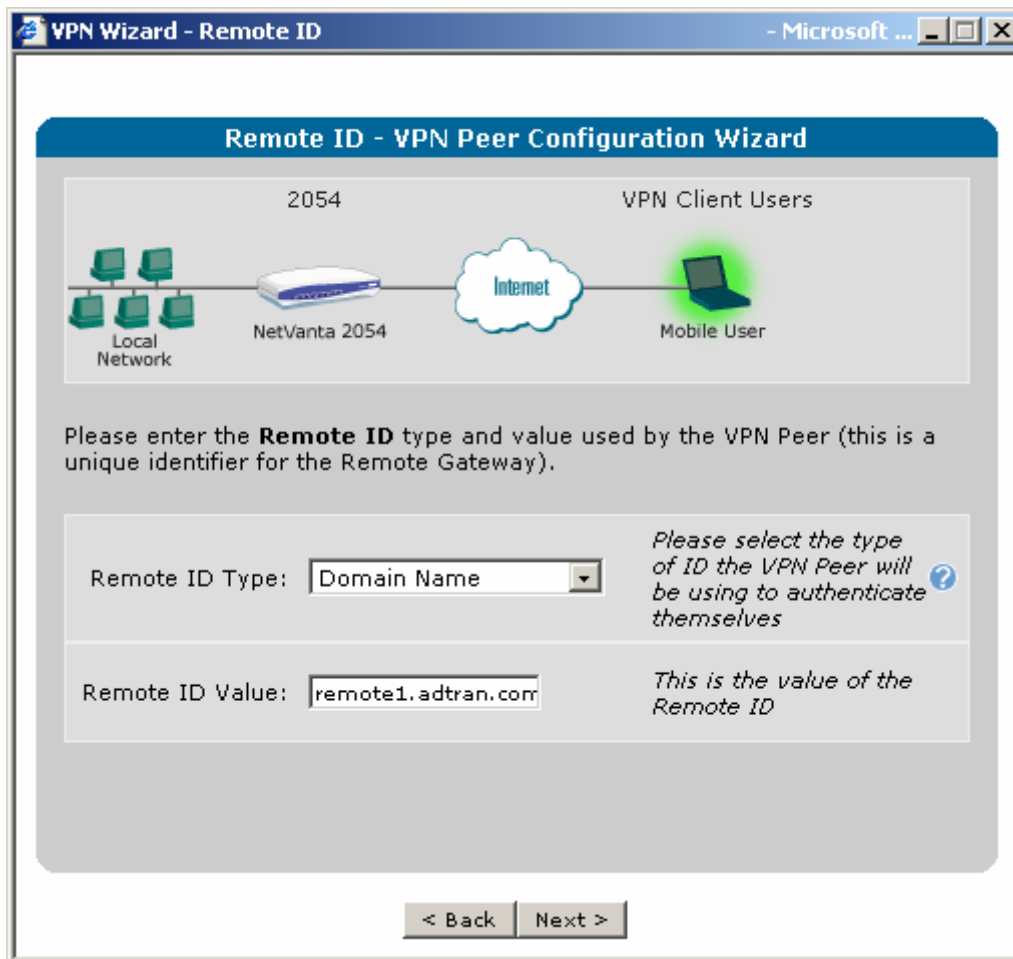 VPN Wizard - Remote ID - Microsoft ...
Remote ID - VPN Peer Configuration Wizard
2054 VPN Client Users
Internet
Local
Network
NetVanta 2054
Mobile User
Please enter the Remote ID type and value used by the VPN Peer (this is a
unique identifier for the Remote Gateway).
Remote ID Type: Domain Name
Please select the type
of ID the VPN Peer will
be using to authenticate
themselves
?
Remote ID Value: remote1.adtran.com
This is the value of the
Remote ID
< Back Next >